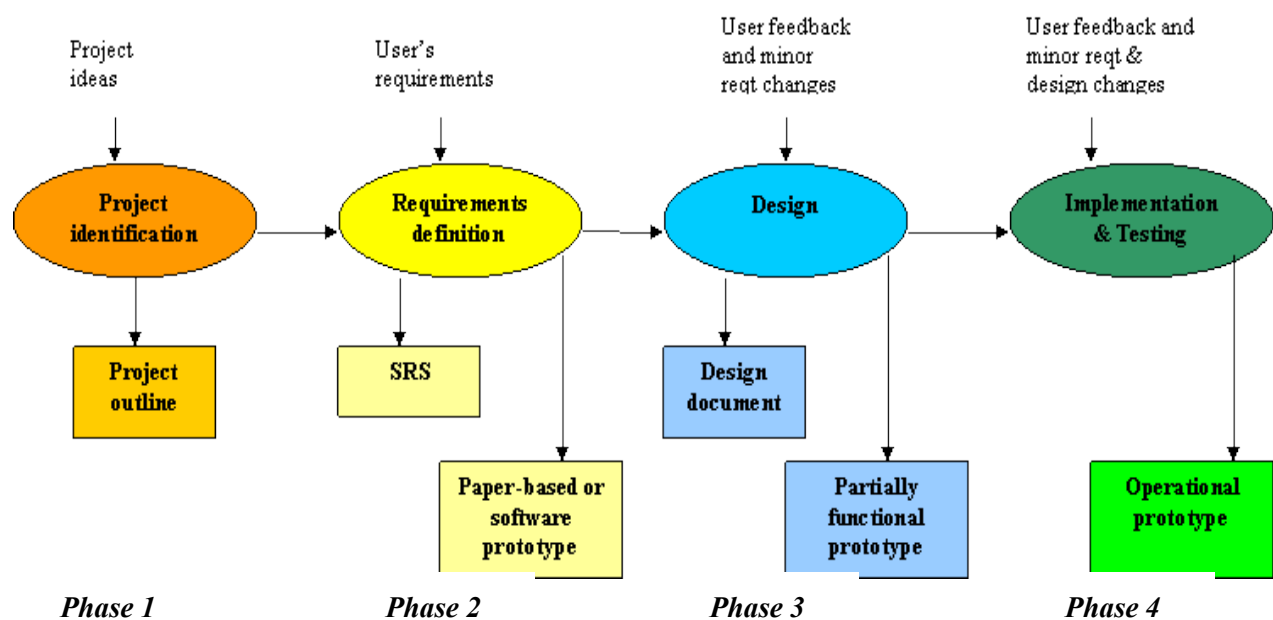 Project
ideas
User's
requirements
User feedback
and minor
reqt changes
User feedback and
minor reqt &
design changes
Project
identification
Requirements
definition
Design
Implementation
& Testing
Project
outline
SRS
Design
document
Paper-based or
software
prototype
Partially
functional
prototype
Operational
prototype
Phase 1
Phase 2
Phase 3
Phase 4